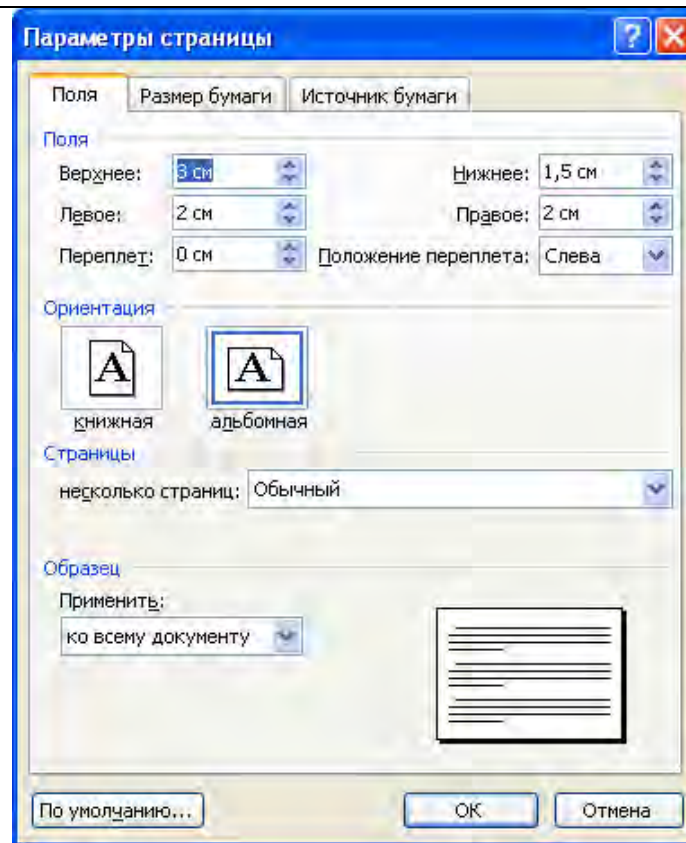 Параметры страницы
Поля Размер бумаги Источник бумаги
Поля
Верхнее: 3 см Нижнее: 1,5 см
Левое: 2 см Правое: 2 см
Переплет: 0 см Положение переплета: Слева
Ориентация
A A
книжная альбомная
Страницы
несколько страниц: Обычный
Образец
Применить:
ко всему документу
По умолчанию... ОК Отмена